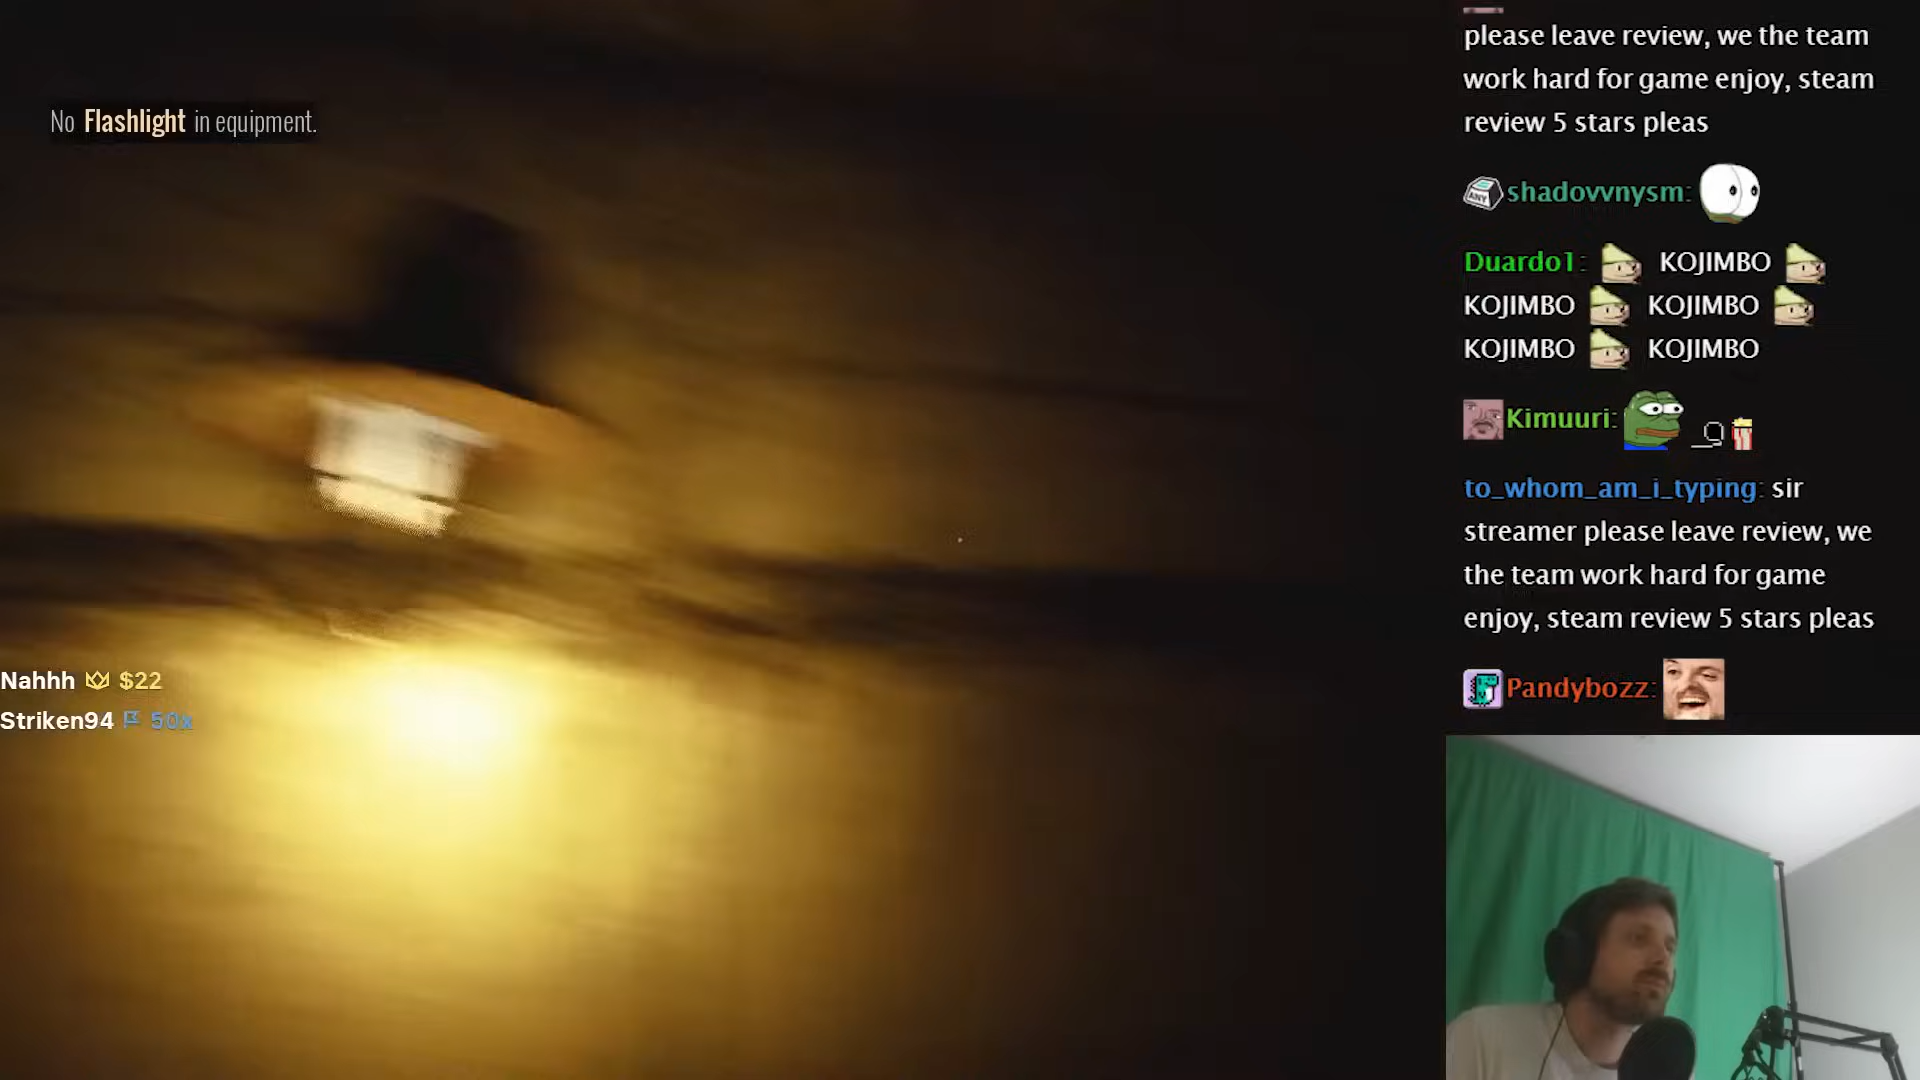 No Flashlight in equipment.
Nahhh $22
Striken94 50x
please leave review, we the team
work hard for game enjoy, steam
review 5 stars pleas
ANY shadovvnysm:
Duardo1: KOJIMBO
KOJIMBO KOJIMBO
KOJIMBO KOJIMBO
Kimuuri:
to_whom_am_i_typing: sir
streamer please leave review, we
the team work hard for game
enjoy, steam review 5 stars pleas
Pandybozz: